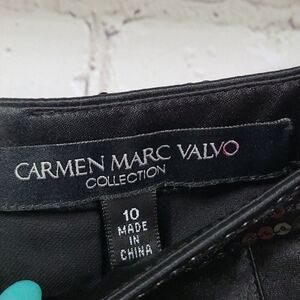 CARMEN MARC VALVO
COLLECTION
10
MADE
IN
CHINA